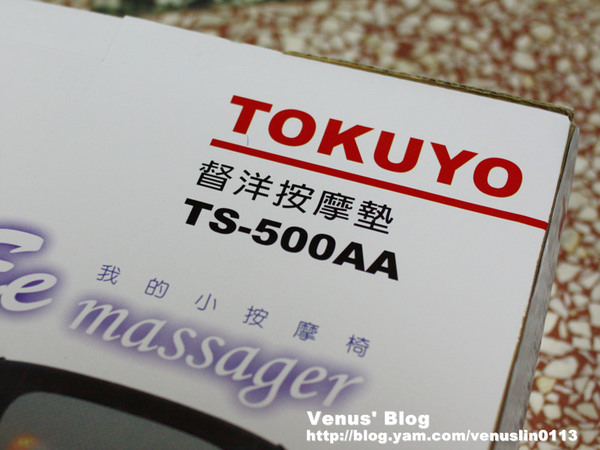 TOKUYO
督洋按摩墊
TS-500AA
我的小按摩椅
massager
Venus' Blog
http://blog.yam.com/venuslin0113